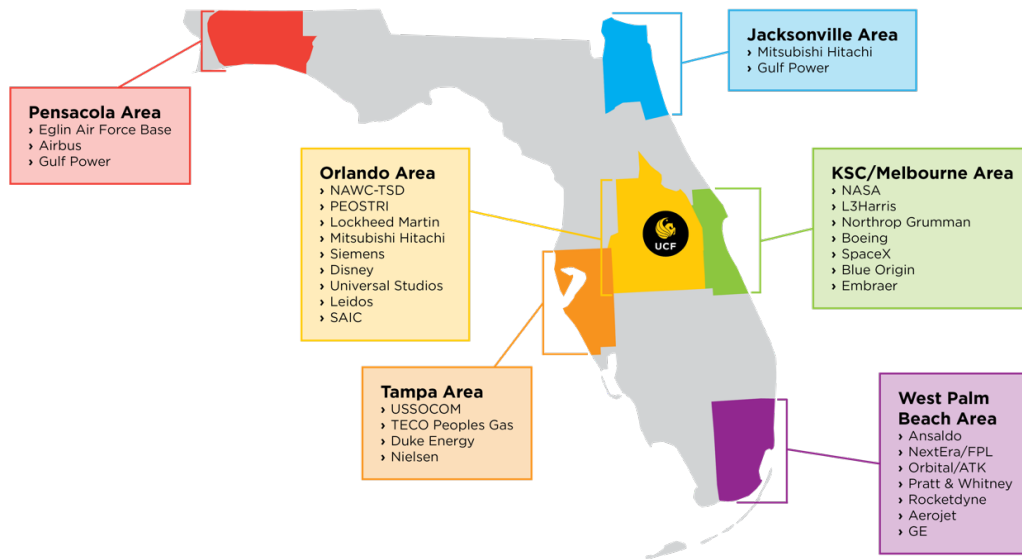 Pensacola Area
› Eglin Air Force Base
› Airbus
› Gulf Power
Jacksonville Area
› Mitsubishi Hitachi
› Gulf Power
Orlando Area
› NAWC-TSD
› PEOSTRI
› Lockheed Martin
› Mitsubishi Hitachi
› Siemens
› Disney
› Universal Studios
› Leidos
› SAIC
UCF
KSC/Melbourne Area
› NASA
› L3Harris
› Northrop Grumman
› Boeing
› SpaceX
› Blue Origin
› Embraer
Tampa Area
› USSOCOM
› TECO Peoples Gas
› Duke Energy
› Nielsen
West Palm
Beach Area
› Ansaldo
› NextEra/FPL
› Orbital/ATK
› Pratt & Whitney
› Rocketdyne
› Aerojet
› GE